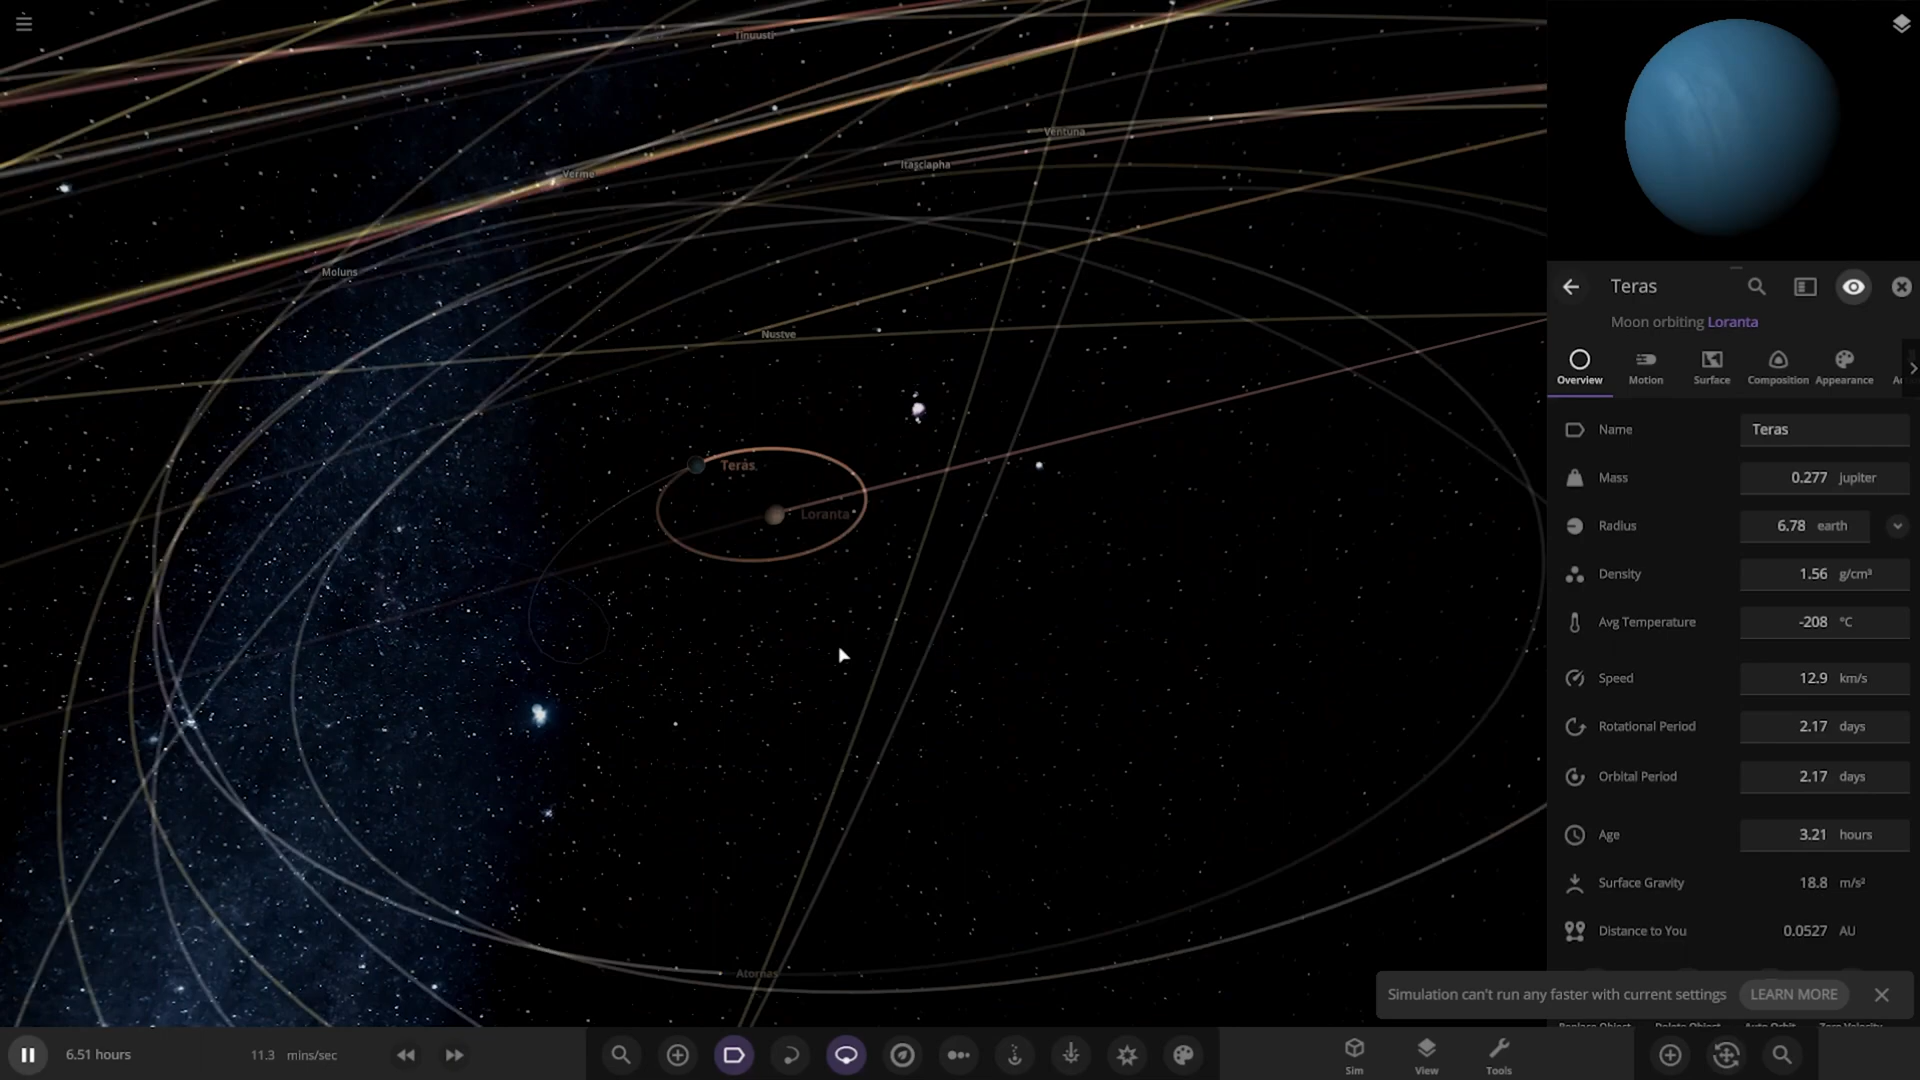 Tinuusti
Ventuna
Itasciapha
Verme
Moluns
Nustve
Teras
Loranta
Atornas
Teras
Moon orbiting Loranta
Overview
Motion
Surface
Composition
Appearance
Name Teras
Mass 0.277 jupiter
Radius 6.78 earth
Density 1.56 g/cm³
Avg Temperature -208 °C
Speed 12.9 km/s
Rotational Period 2.17 days
Orbital Period 2.17 days
Age 3.21 hours
Surface Gravity 18.8 m/s²
Distance to You 0.0527 AU
Simulation can't run any faster with current settings LEARN MORE
6.51 hours
11.3 mins/sec
Sim
View
Tools